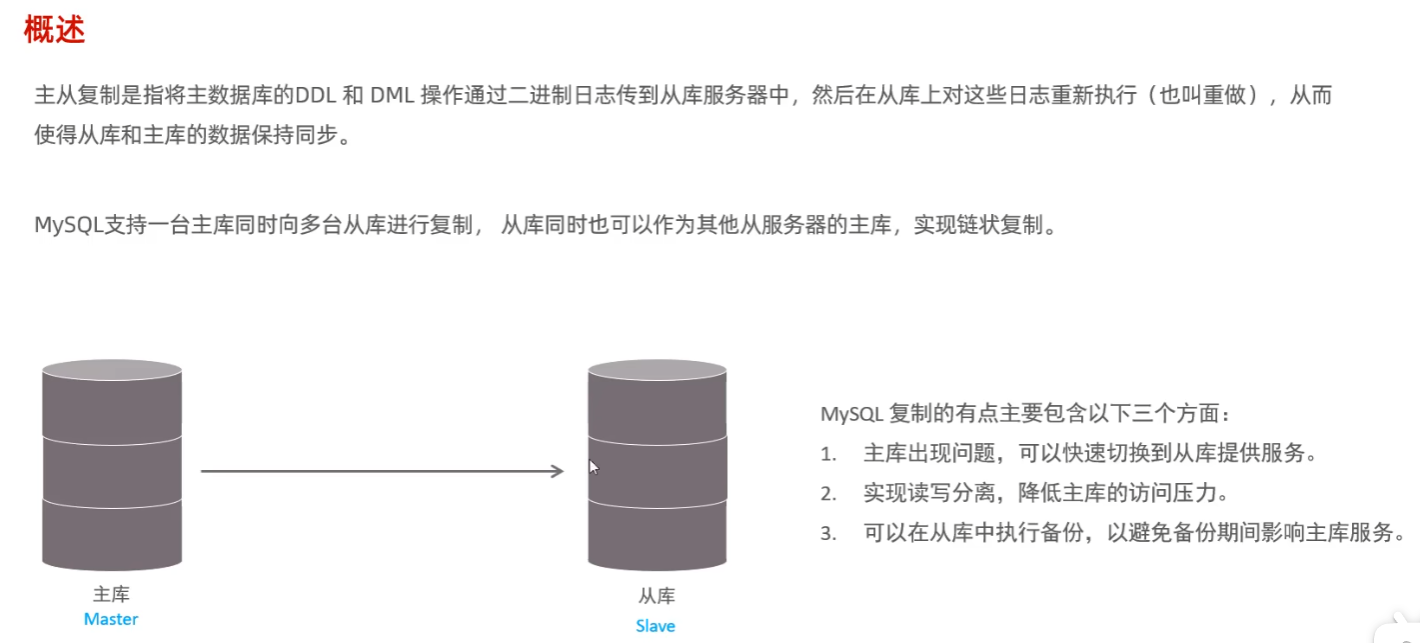 概述
主从复制是指将主数据库的DDL 和 DML 操作通过二进制日志传到从库服务器中，然后在从库上对这些日志重新执行（也叫重做），从而
使得从库和主库的数据保持同步。
MySQL支持一台主库同时向多台从库进行复制， 从库同时也可以作为其他从服务器的主库，实现链状复制。
MySQL 复制的有点主要包含以下三个方面：
1. 主库出现问题，可以快速切换到从库提供服务。
2. 实现读写分离，降低主库的访问压力。
3. 可以在从库中执行备份，以避免备份期间影响主库服务。
主库
Master
从库
Slave